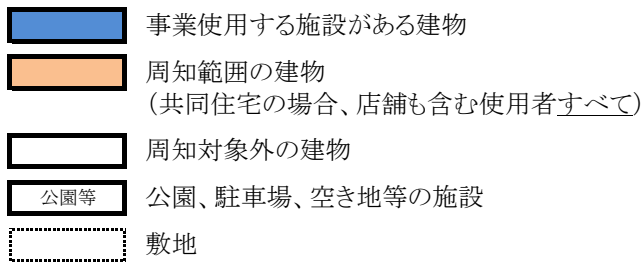 事業使用する施設がある建物
周知範囲の建物
（共同住宅の場合、店舗も含む使用者すべて）
周知対象外の建物
公園等 公園、駐車場、空き地等の施設
敷地